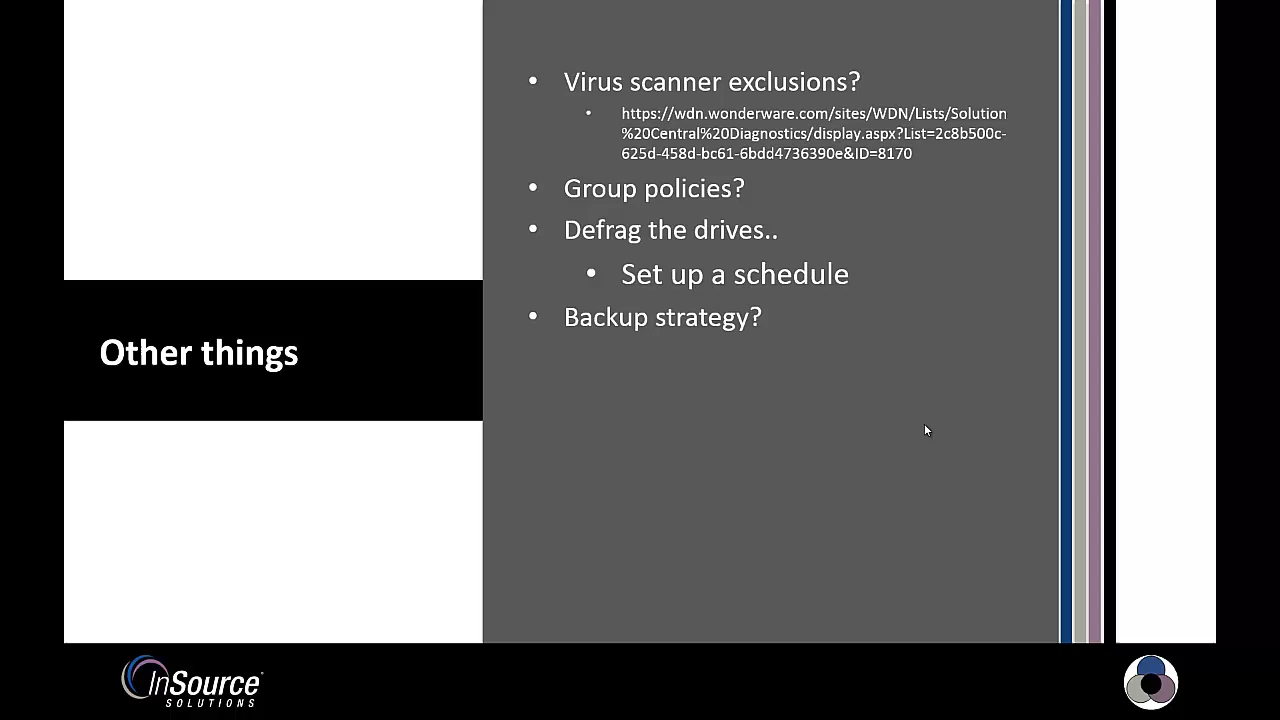 Other things
• Virus scanner exclusions?
• https://wdn.wonderware.com/sites/WDN/Lists/Solution
%20Central%20Diagnostics/display.aspx?List=2c8b500c-
625d-458d-bc61-6bdd4736390e&ID=8170
• Group policies?
• Defrag the drives..
• Set up a schedule
• Backup strategy?
InSource
SOLUTIONS